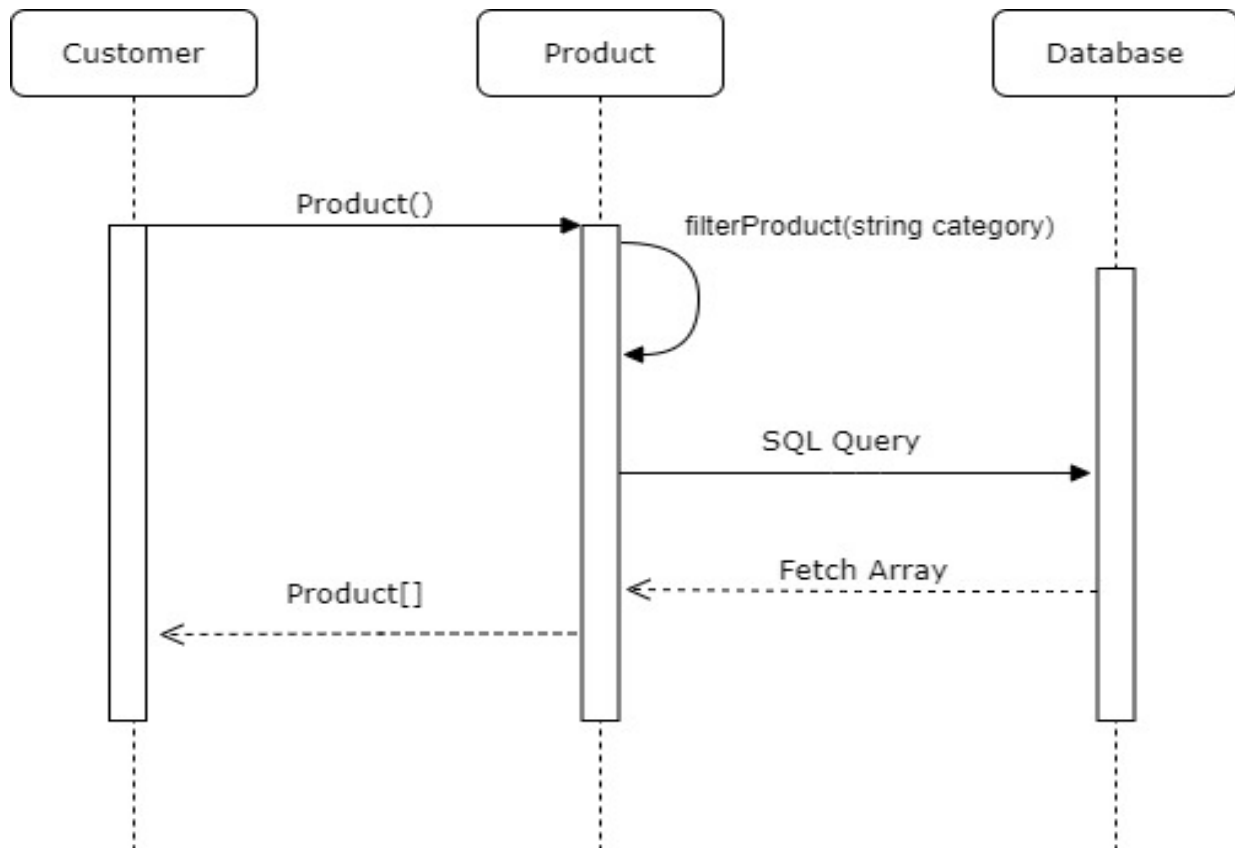 Customer
Product
Database
Product()
filterProduct(string category)
SQL Query
Fetch Array
Product[]